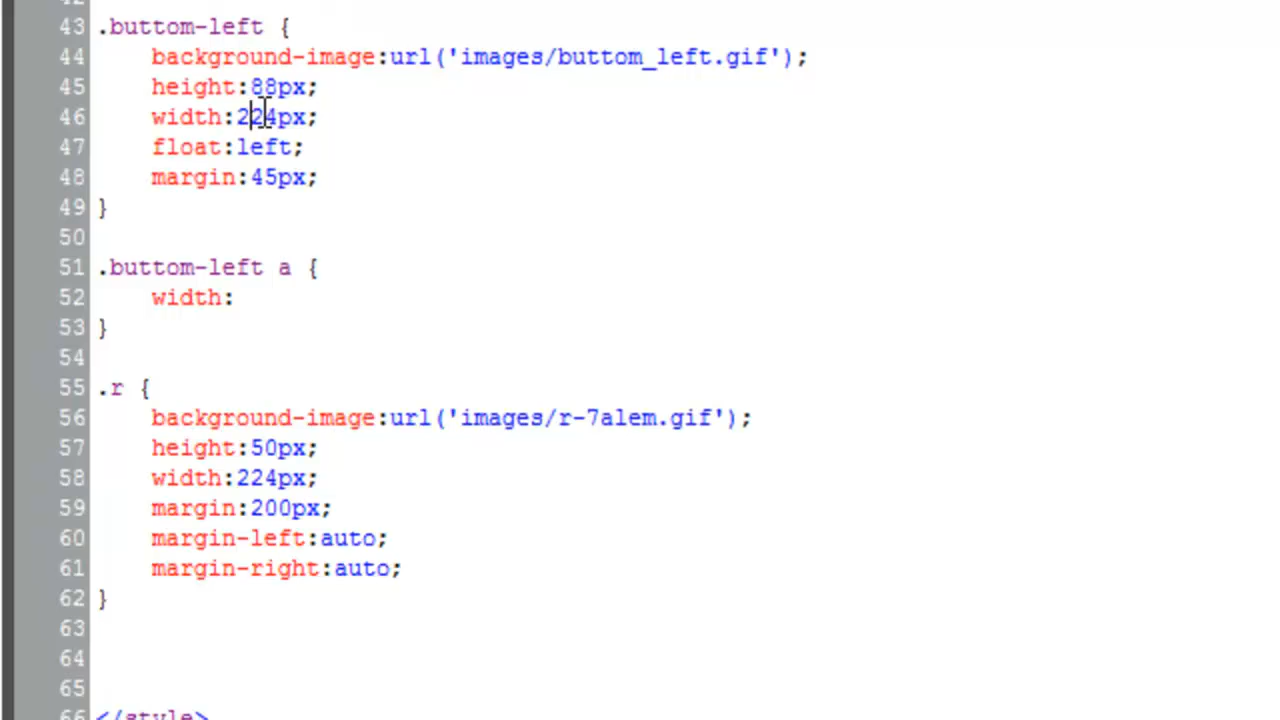 43 .buttom-left {
44 background-image:url('images/buttom_left.gif');
45 height:88px;
46 width:224px;
47 float:left;
48 margin:45px;
49 }
50
51 .buttom-left a {
52 width:
53 }
54
55 .r {
56 background-image:url('images/r-7alem.gif');
57 height:50px;
58 width:224px;
59 margin:200px;
60 margin-left:auto;
61 margin-right:auto;
62 }
63
64
65
66 </style>